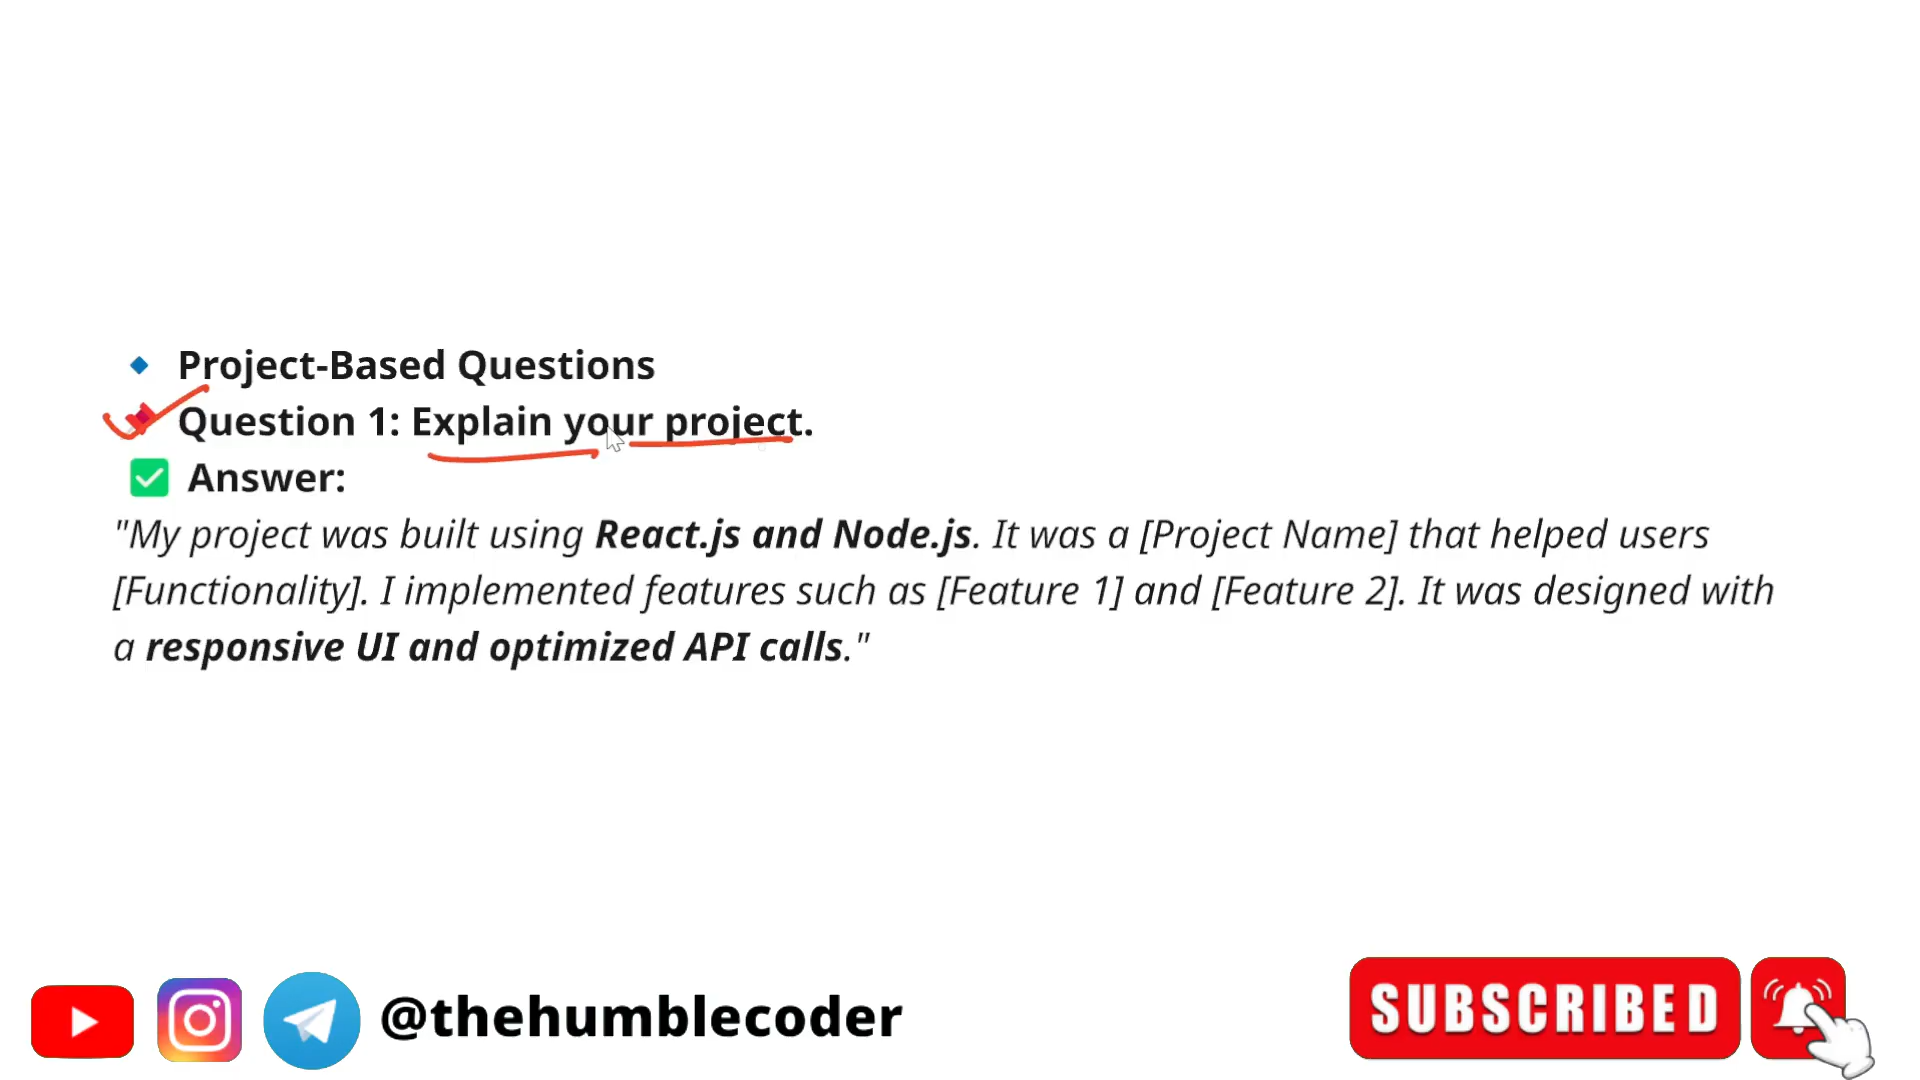 Project-Based Questions
Question 1: Explain your project.
Answer:
"My project was built using React.js and Node.js. It was a [Project Name] that helped users
[Functionality]. I implemented features such as [Feature 1] and [Feature 2]. It was designed with
a responsive UI and optimized API calls."
@thehumblecoder
SUBSCRIBED